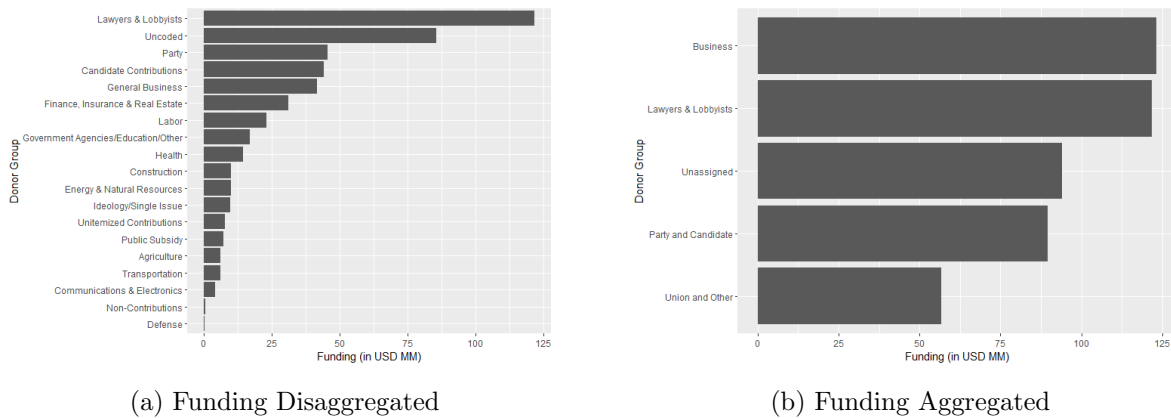 Donor Group
Lawyers & Lobbyists
Uncoded
Party
Candidate Contributions
General Business
Finance, Insurance & Real Estate
Labor
Government Agencies/Education/Other
Health
Construction
Energy & Natural Resources
Ideology/Single Issue
Unitemized Contributions
Public Subsidy
Agriculture
Transportation
Communications & Electronics
Non-Contributions
Defense
0 25 50 75 100 125
Funding (in USD MM)
(a) Funding Disaggregated
Donor Group
Business
Lawyers & Lobbyists
Unassigned
Party and Candidate
Union and Other
0 25 50 75 100 125
Funding (in USD MM)
(b) Funding Aggregated